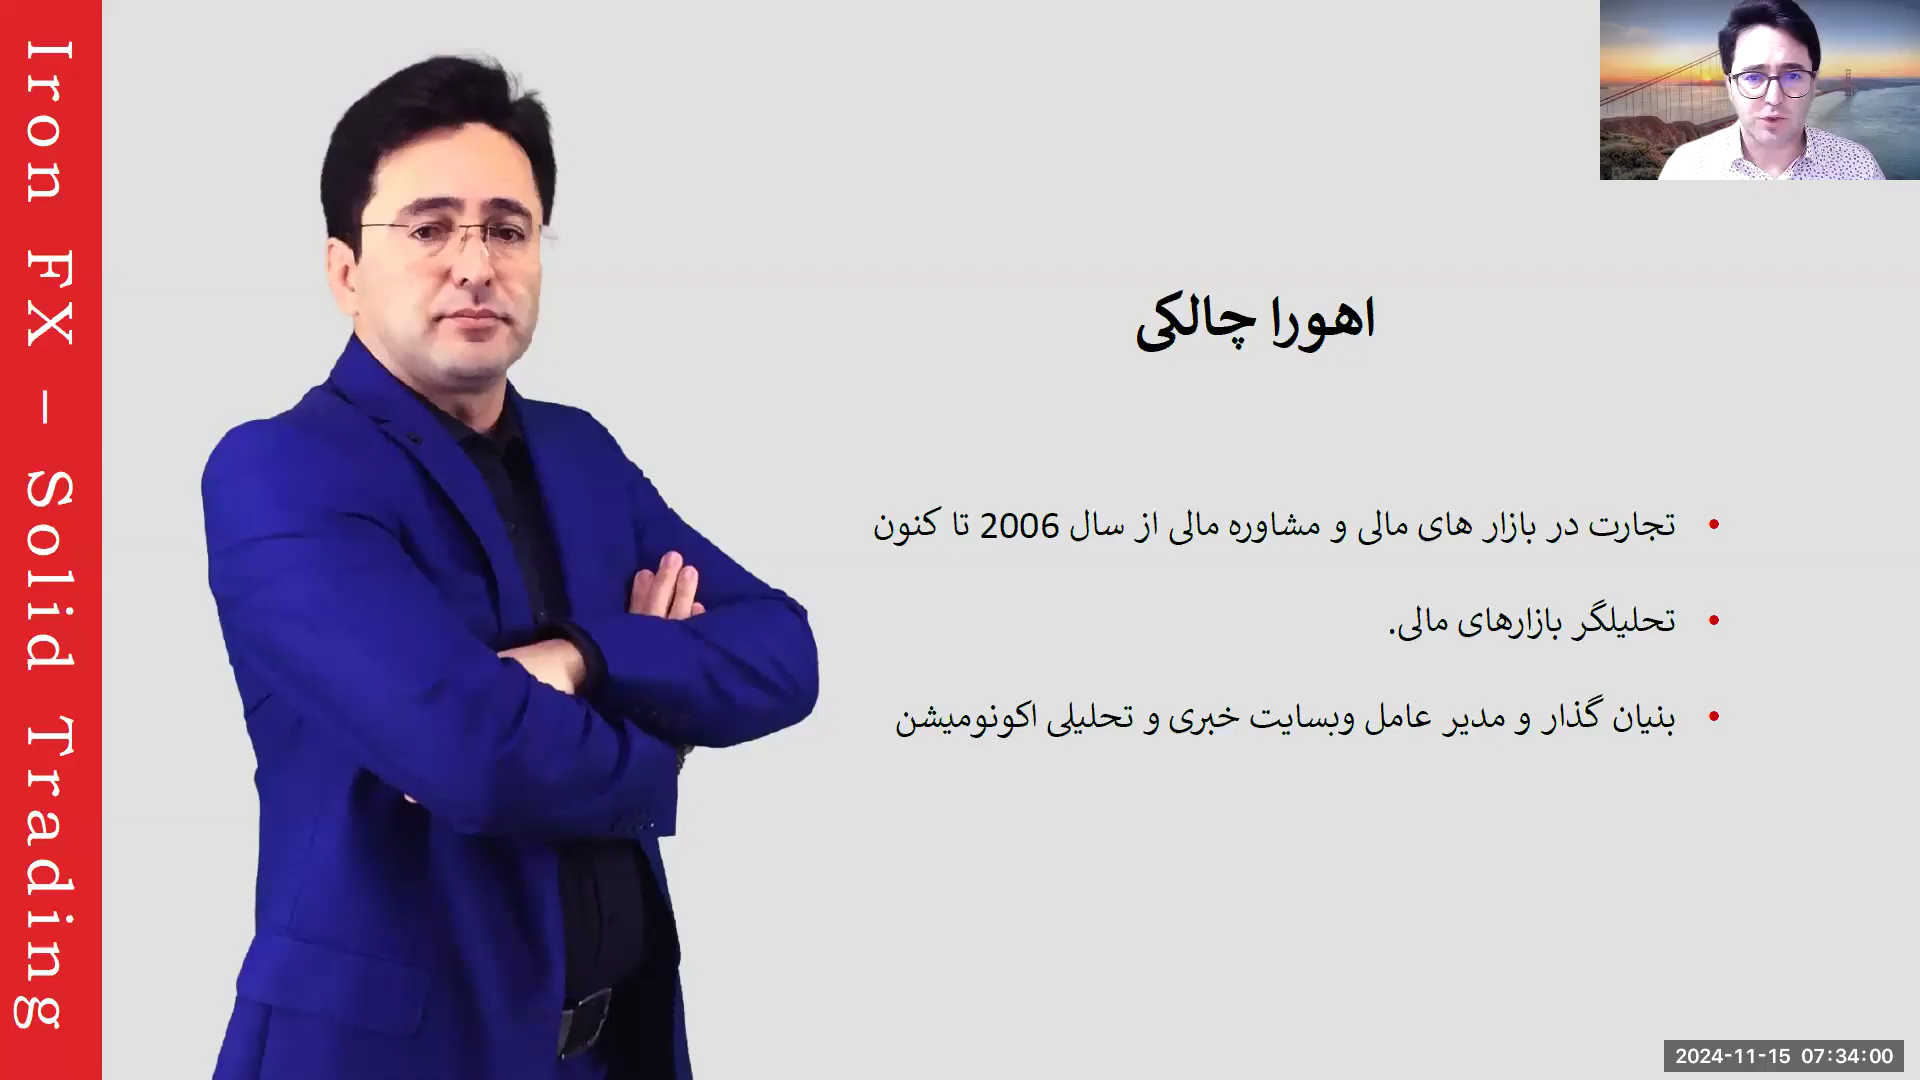 Iron FX – Solid Trading
اهورا چالکی
• تجارت در بازار های مالی و مشاوره مالی از سال 2006 تا کنون
• تحلیلگر بازارهای مالی.
• بنیان گذار و مدیر عامل وبسایت خبری و تحلیلی اکونومیشن
2024-11-15 07:34:00